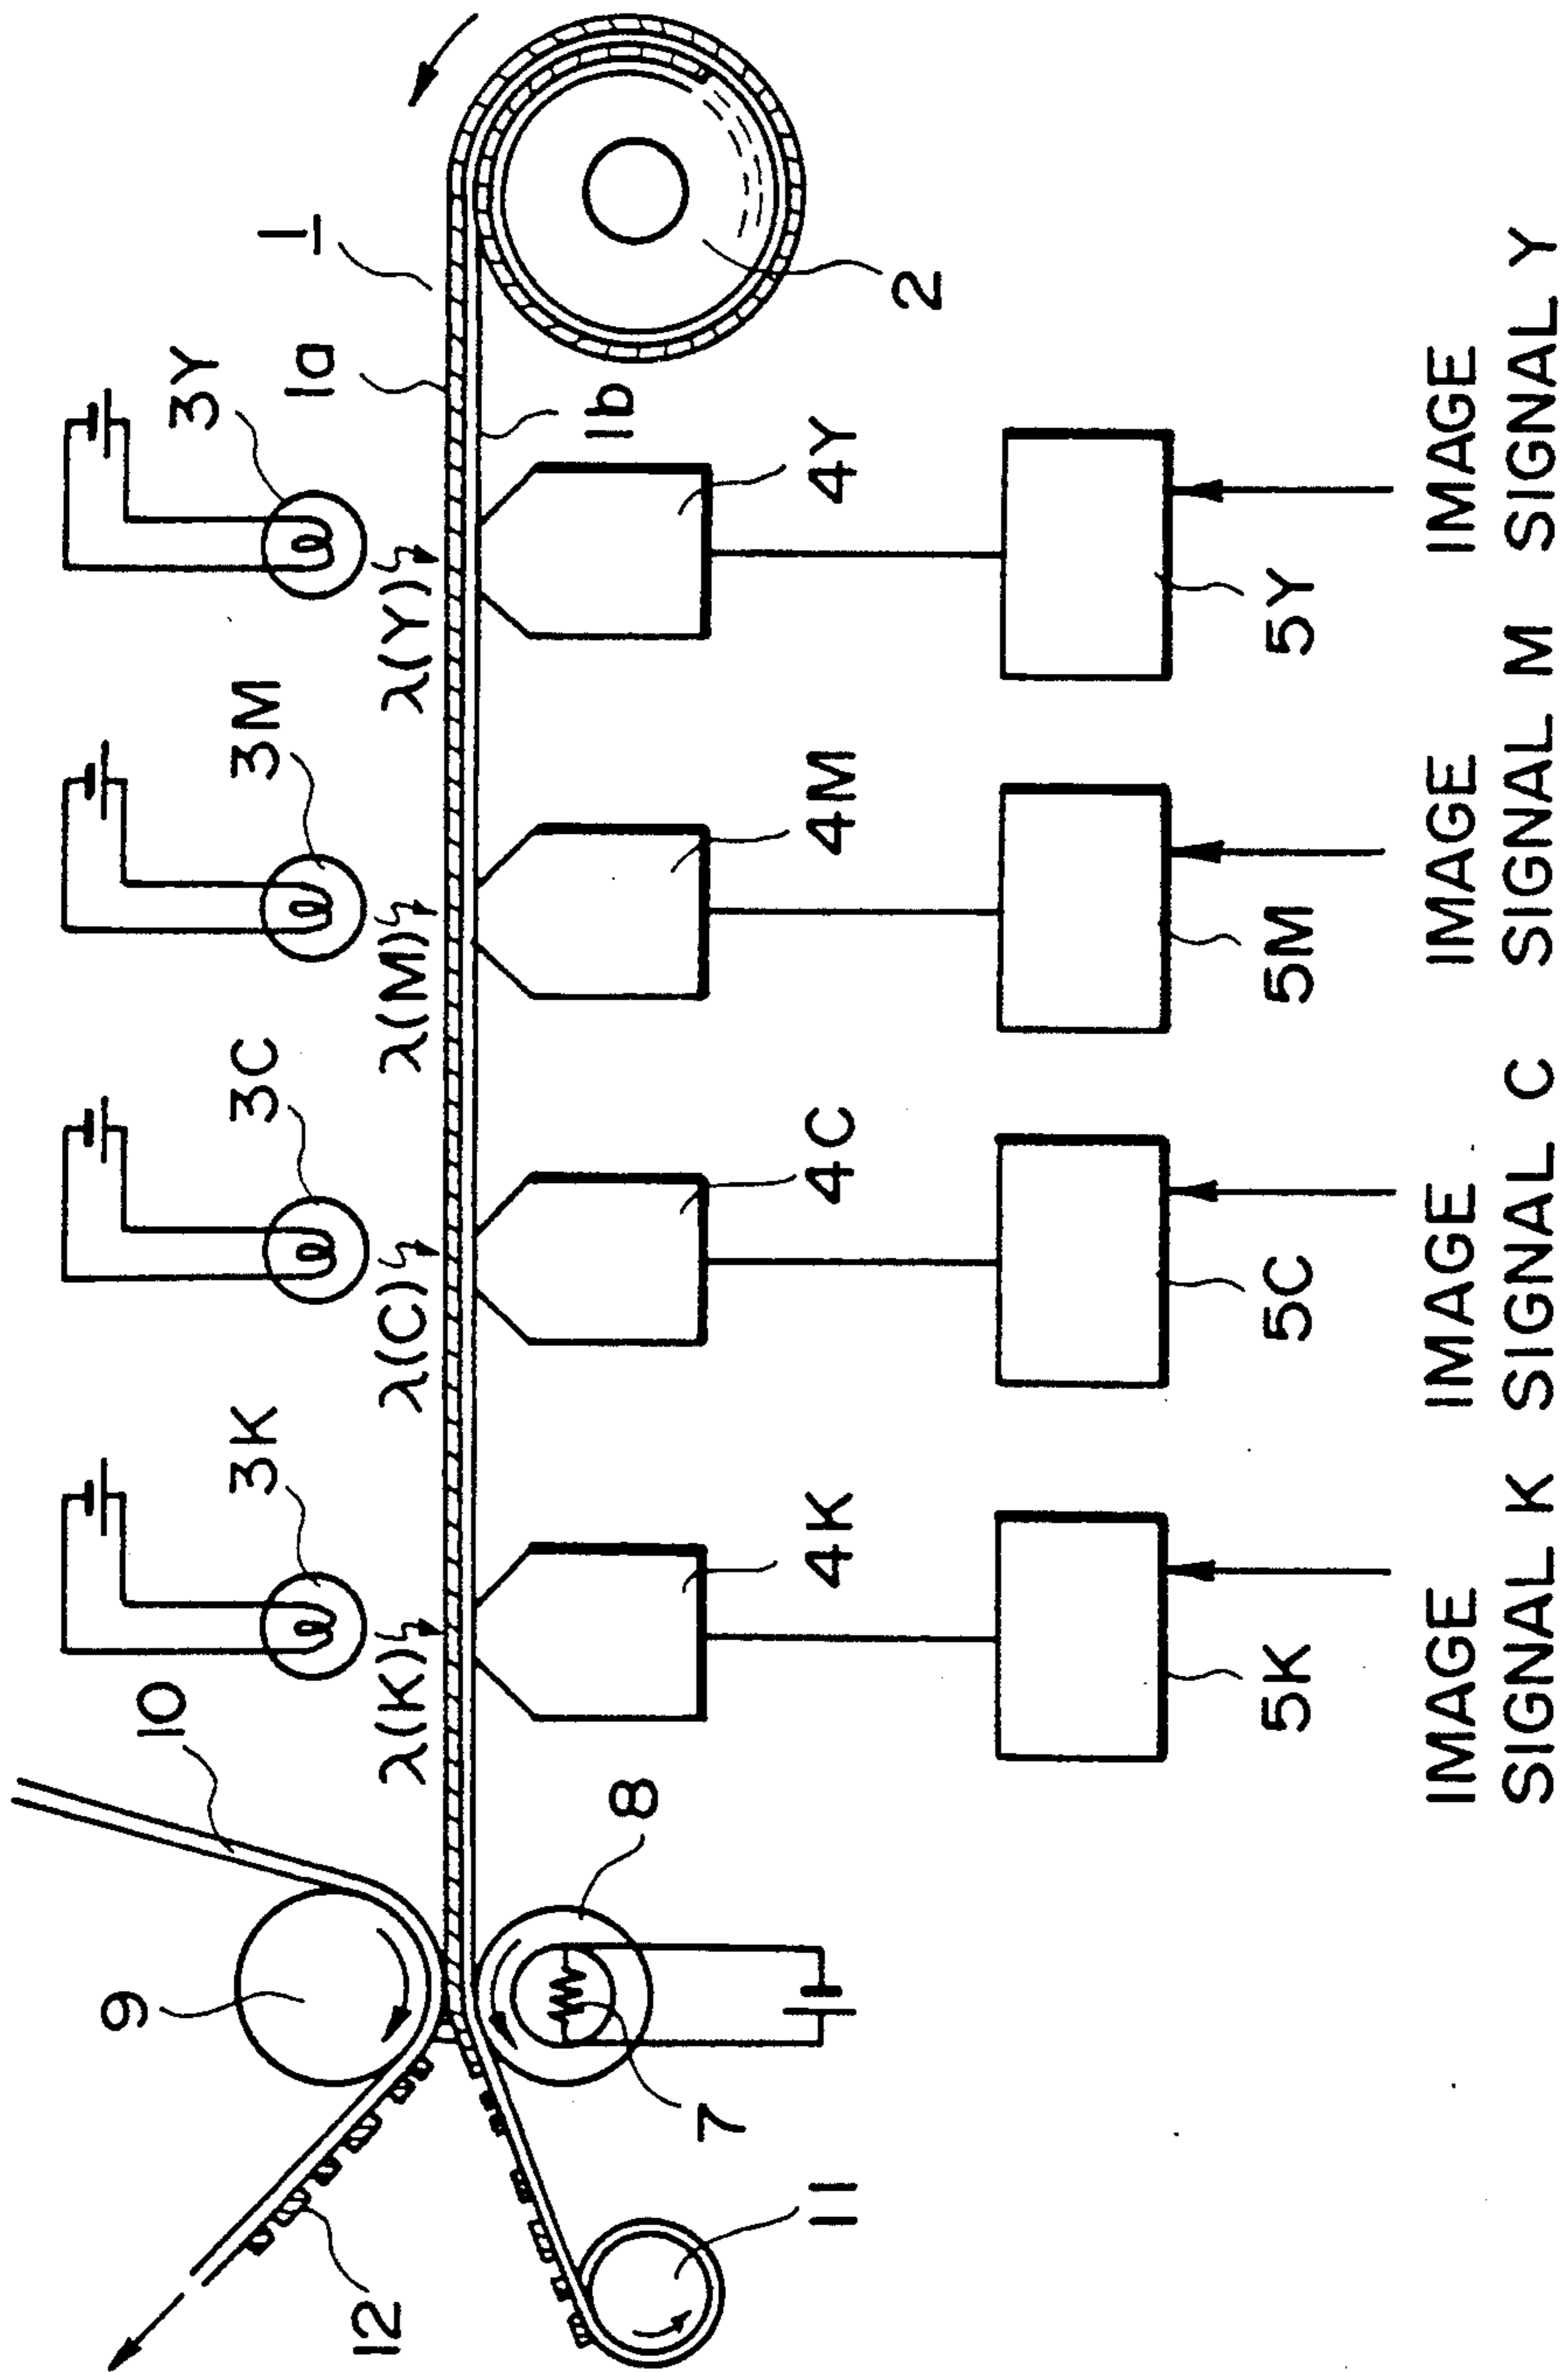 9
10
3K
3C
3M
3Y
1
1a
12
λ(K)
λ(C)
λ(M)
λ(Y)
1b
8
7
11
4K
4C
4M
4Y
2
5K
5C
5M
5Y
IMAGE
SIGNAL K
IMAGE
SIGNAL C
IMAGE
SIGNAL M
IMAGE
SIGNAL Y